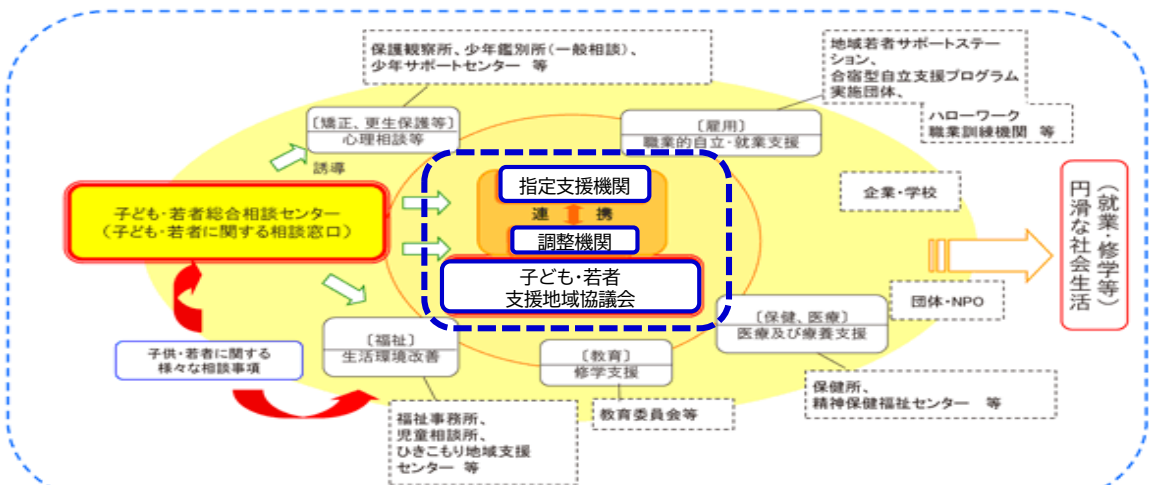 保護観察所、少年鑑別所(一般相談)、
少年サポートセンター 等
地域若者サポートステー
ション、
合宿型自立支援プログラム
実施団体、
ハローワーク
職業訓練機関 等
〔矯正、更生保護等〕
心理相談等
〔雇用〕
職業的自立・就業支援
誘導
指定支援機関
連 携
調整機関
子ども・若者
支援地域協議会
子ども・若者総合相談センター
(子ども・若者に関する相談窓口)
企業・学校
団体・NPO
円滑な社会生活
(就業・修学等)
子供・若者に関する
様々な相談事項
〔福祉〕
生活環境改善
〔教育〕
修学支援
〔保健、医療〕
医療及び療養支援
福祉事務所、
児童相談所、
ひきこもり地域支援
センター 等
教育委員会等
保健所、
精神保健福祉センター 等